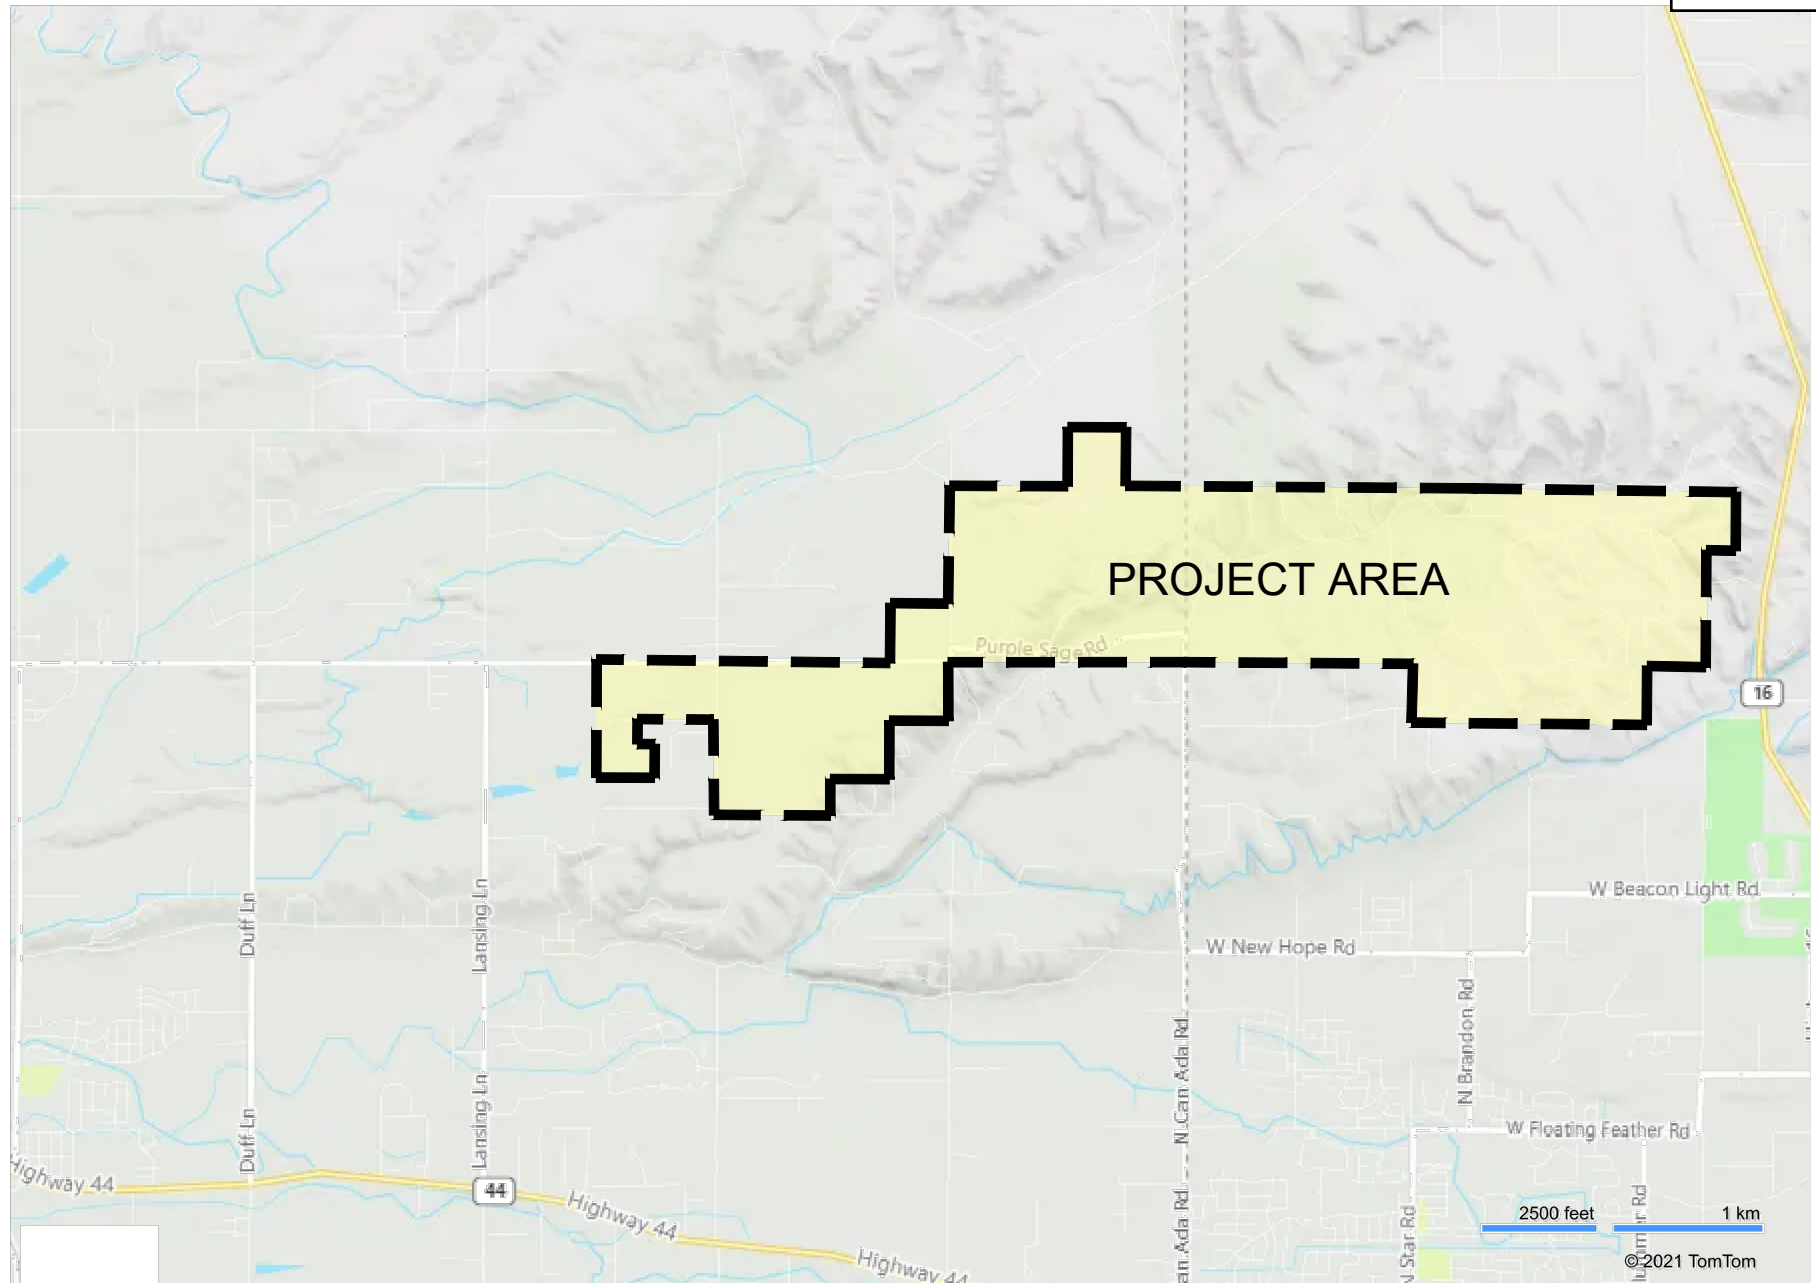 PROJECT AREA
Purple Sage Rd
16
W Beacon Light Rd
Duff Ln
Lansing Ln
W New Hope Rd
N Brandon Rd
N Can Ada Rd
Duff Ln
Lansing Ln
W Floating Feather Rd
Highway 44
44
Highway 44
Ada Rd
N Star Rd
Rd
2500 feet
1 km
Highway 44
© 2021 TomTom